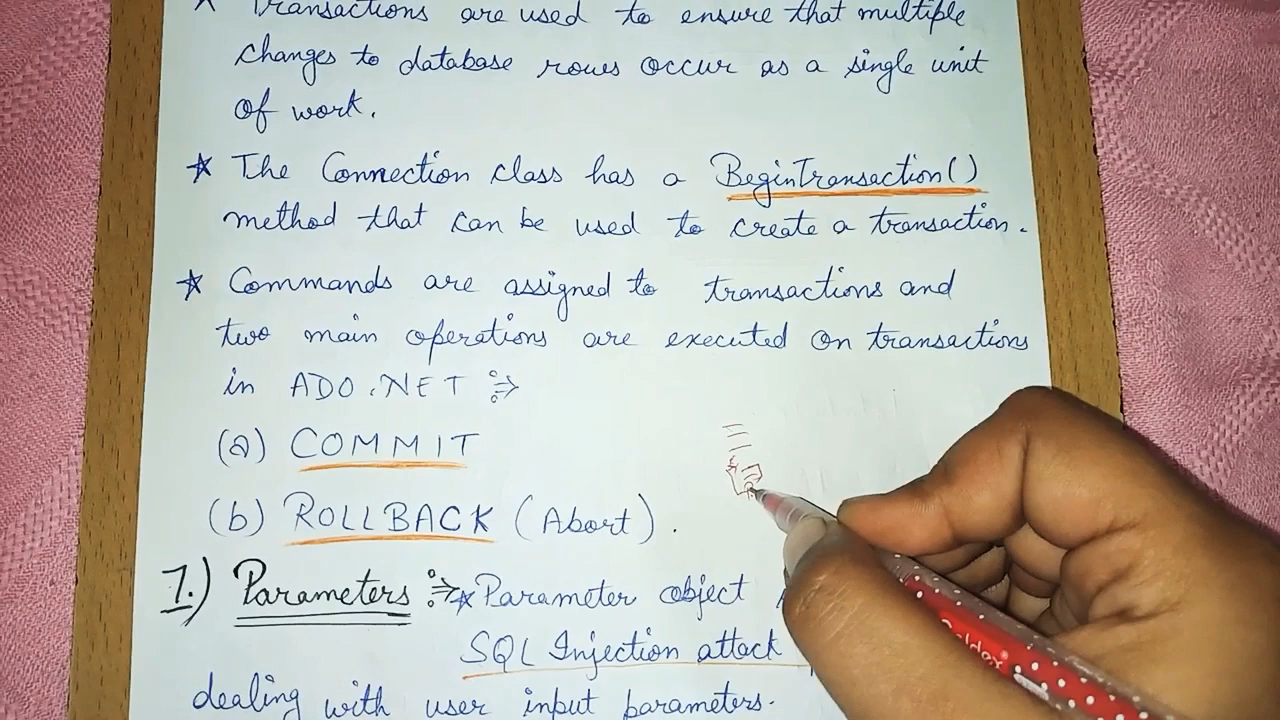 * Transactions are used to ensure that multiple
changes to database rows occur as a single unit
of work.
* The Connection class has a BeginTransaction()
method that can be used to create a transaction.
* Commands are assigned to transactions and
two main operations are executed on transactions
in ADO.NET :⇒
(a) COMMIT
(b) ROLLBACK (Abort).
7.) Parameters :⇒ * Parameter object
SQL Injection attack
dealing with user input parameters.